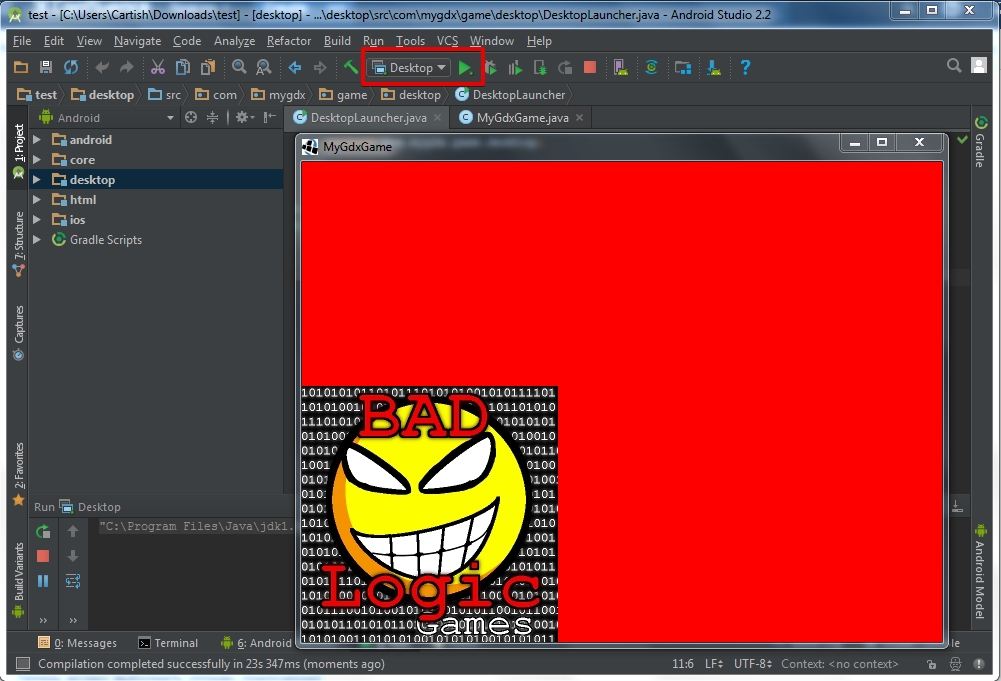 test - [C:\Users\Cartish\Downloads\test] - [desktop] - ...\desktop\src\com\mygdx\game\desktop\DesktopLauncher.java - Android Studio 2.2
File Edit View Navigate Code Analyze Refactor Build Run Tools VCS Window Help
Desktop
test desktop src com mygdx game desktop DesktopLauncher
Android
DesktopLauncher.java MyGdxGame.java
1: Project
7: Structure
Captures
2: Favorites
Build Variants
android
core
desktop
html
ios
Gradle Scripts
MyGdxGame
Gradle
Android Model
BAD
Logic
Games
Run Desktop
"C:\Program Files\Java\jdk1.
0: Messages Terminal 6: Android
Compilation completed successfully in 23s 347ms (moments ago) 11:6 LF UTF-8 Context: <no context>